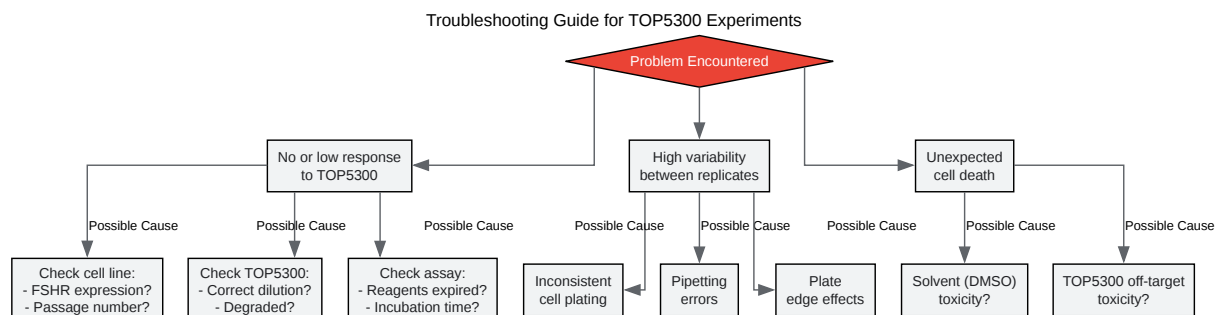 Troubleshooting Guide for TOP5300 Experiments
Problem Encountered
No or low response
to TOP5300
High variability
between replicates
Unexpected
cell death
Possible Cause
Possible Cause
Possible Cause
Possible Cause
Possible Cause
Possible Cause
Possible Cause
Possible Cause
Check cell line:
- FSHR expression?
- Passage number?
Check TOP5300:
- Correct dilution?
- Degraded?
Check assay:
- Reagents expired?
- Incubation time?
Inconsistent
cell plating
Pipetting
errors
Plate
edge effects
Solvent (DMSO)
toxicity?
TOP5300 off-target
toxicity?